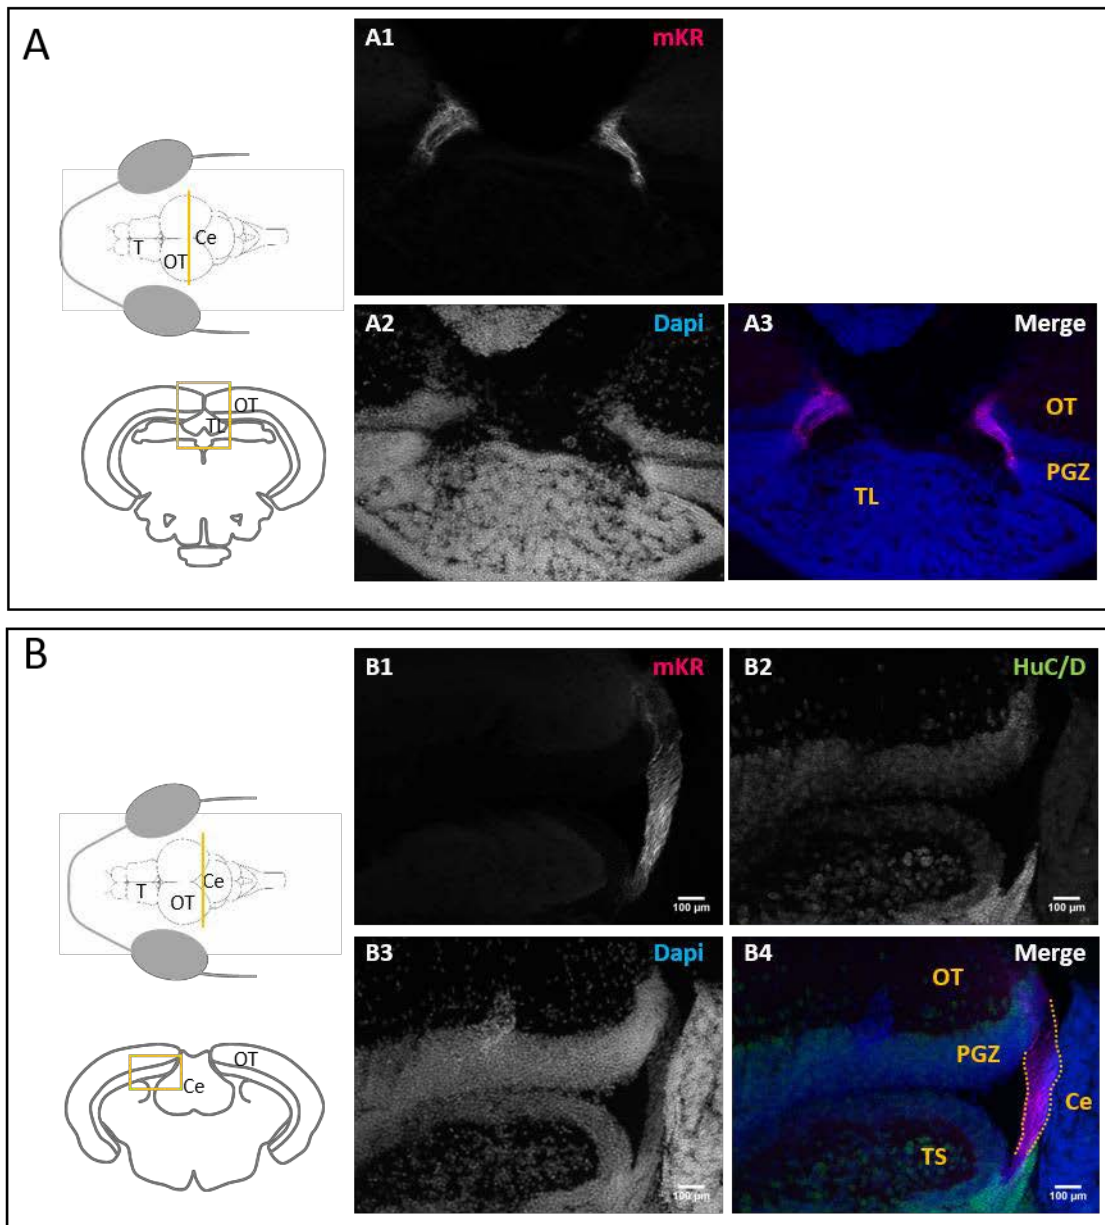 A
A1 mKR
T
OT
Ce
A2 Dapi
A3 Merge
OT
TL
OT
PGZ
TL
B
B1 mKR
100 µm
B2 HuC/D
100 µm
T
OT
Ce
B3 Dapi
100 µm
B4 Merge
OT
PGZ
Ce
TS
100 µm
OT
Ce